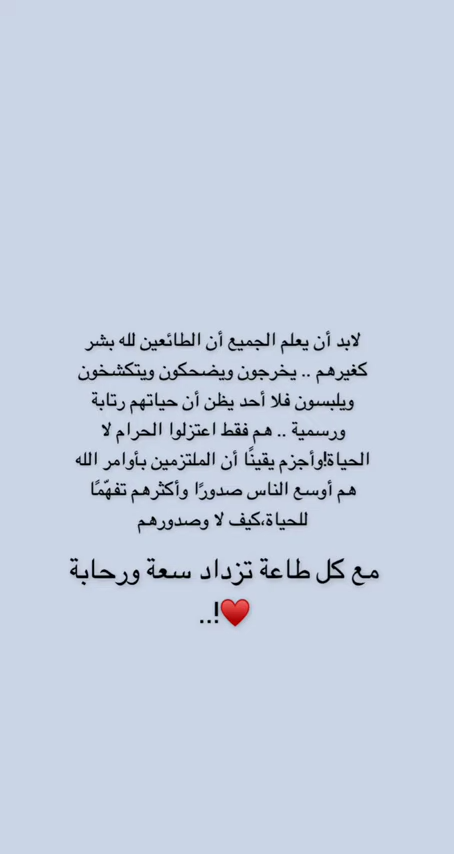 لابد أن يعلم الجميع أن الطائعين لله بشر
كغيرهم .. يخرجون ويضحكون ويتكشخون
ويلبسون فلا أحد يظن أن حياتهم رتابة
ورسمية .. هم فقط اعتزلوا الحرام لا
الحياة!وأجزم يقينًا أن الملتزمين بأوامر الله
هم أوسع الناس صدورًا وأكثرهم تفهّمًا
للحياة،كيف لا وصدورهم
مع كل طاعة تزداد سعة ورحابة
♥️!..